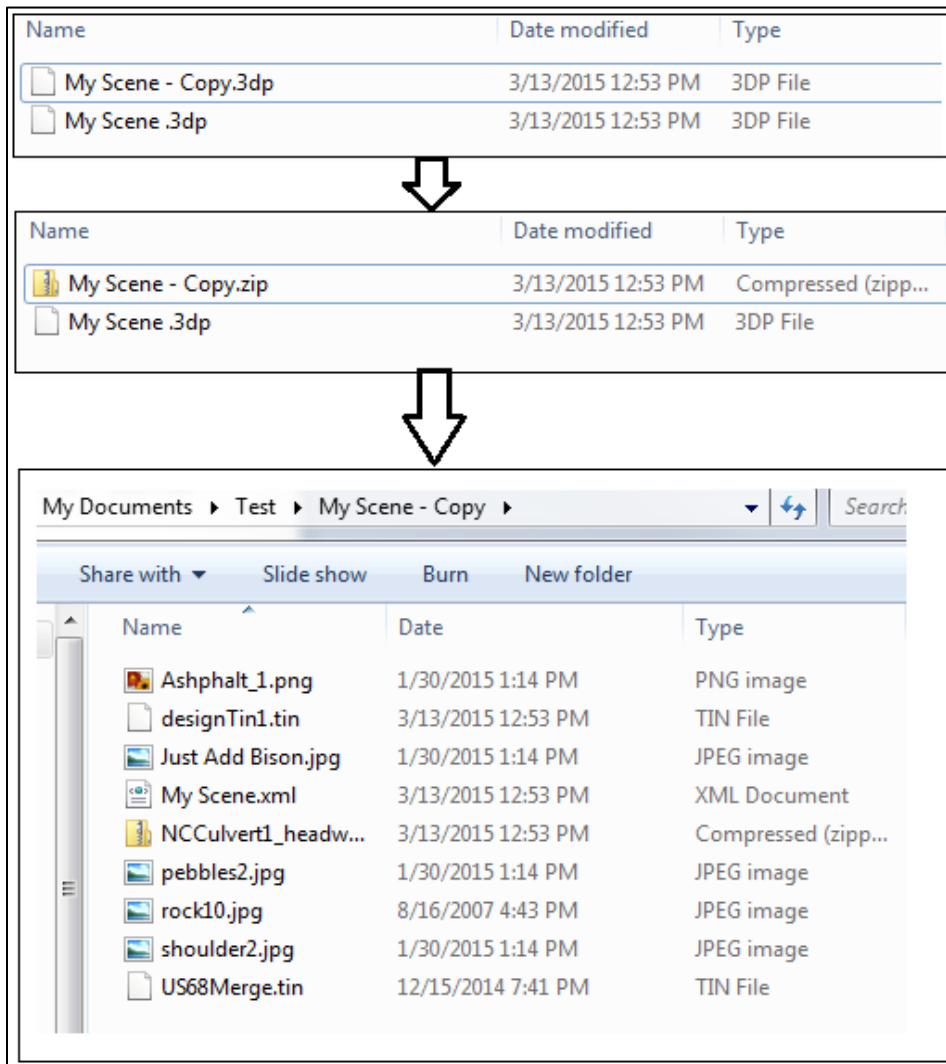 Name Date modified Type
My Scene - Copy.3dp 3/13/2015 12:53 PM 3DP File
My Scene .3dp 3/13/2015 12:53 PM 3DP File
Name Date modified Type
My Scene - Copy.zip 3/13/2015 12:53 PM Compressed (zipp...
My Scene .3dp 3/13/2015 12:53 PM 3DP File
My Documents Test My Scene - Copy Search
Share with Slide show Burn New folder
Name Date Type
Ashphalt_1.png 1/30/2015 1:14 PM PNG image
designTin1.tin 3/13/2015 12:53 PM TIN File
Just Add Bison.jpg 1/30/2015 1:14 PM JPEG image
My Scene.xml 3/13/2015 12:53 PM XML Document
NCCulvert1_headw... 3/13/2015 12:53 PM Compressed (zipp...
pebbles2.jpg 1/30/2015 1:14 PM JPEG image
rock10.jpg 8/16/2007 4:43 PM JPEG image
shoulder2.jpg 1/30/2015 1:14 PM JPEG image
US68Merge.tin 12/15/2014 7:41 PM TIN File